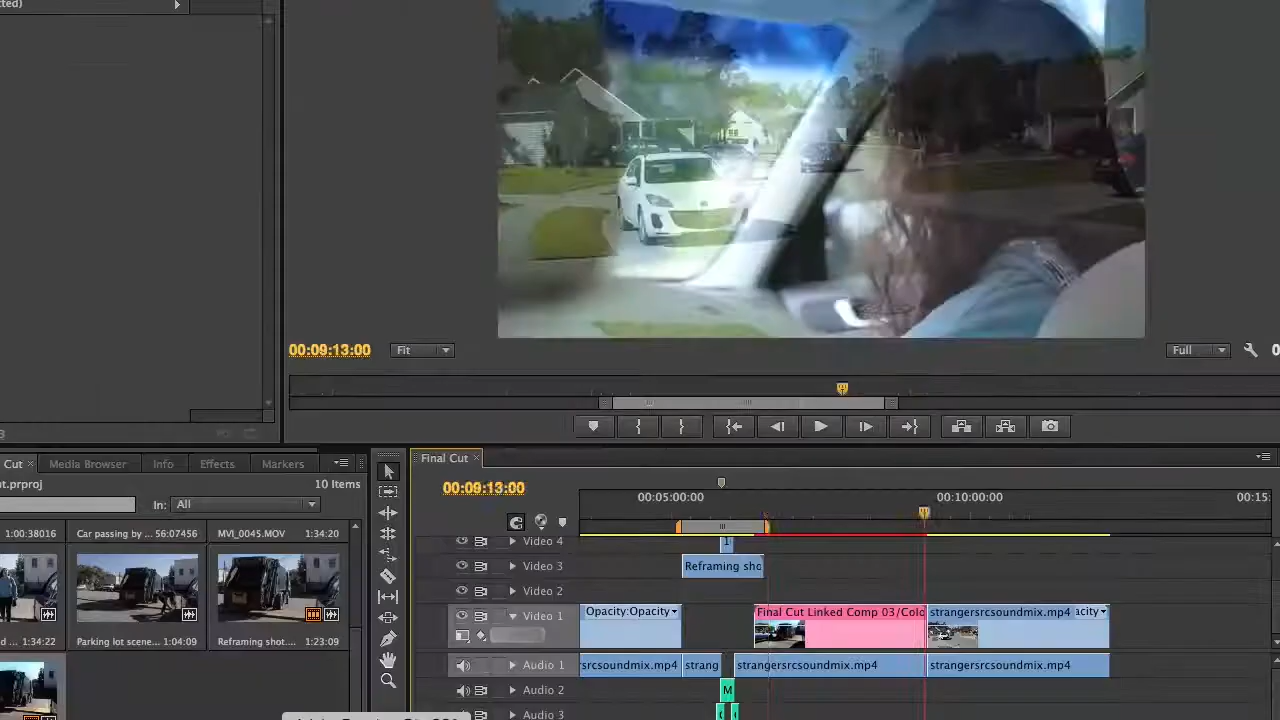 cted)
00:09:13:00 Fit Full 0
Cut Media Browser Info Effects Markers
nt.prproj 10 Items
In: All
1:00:38016 Car passing by ... 56:07456 MVI_0045.MOV 1:34:20
d ... 1:34:22 Parking lot scene... 1:04:09 Reframing shot.... 1:23:09
Final Cut
00:09:13:00
00:05:00:00 00:10:00:00 00:15:
Video 4
Video 3 Reframing sho
Video 2
Video 1 Opacity:Opacity Final Cut Linked Comp 03/Colo strangersrcsoundmix.mp4 acity
Audio 1 srcsoundmix.mp4 strang strangersrcsoundmix.mp4 strangersrcsoundmix.mp4
Audio 2 M
Audio 3